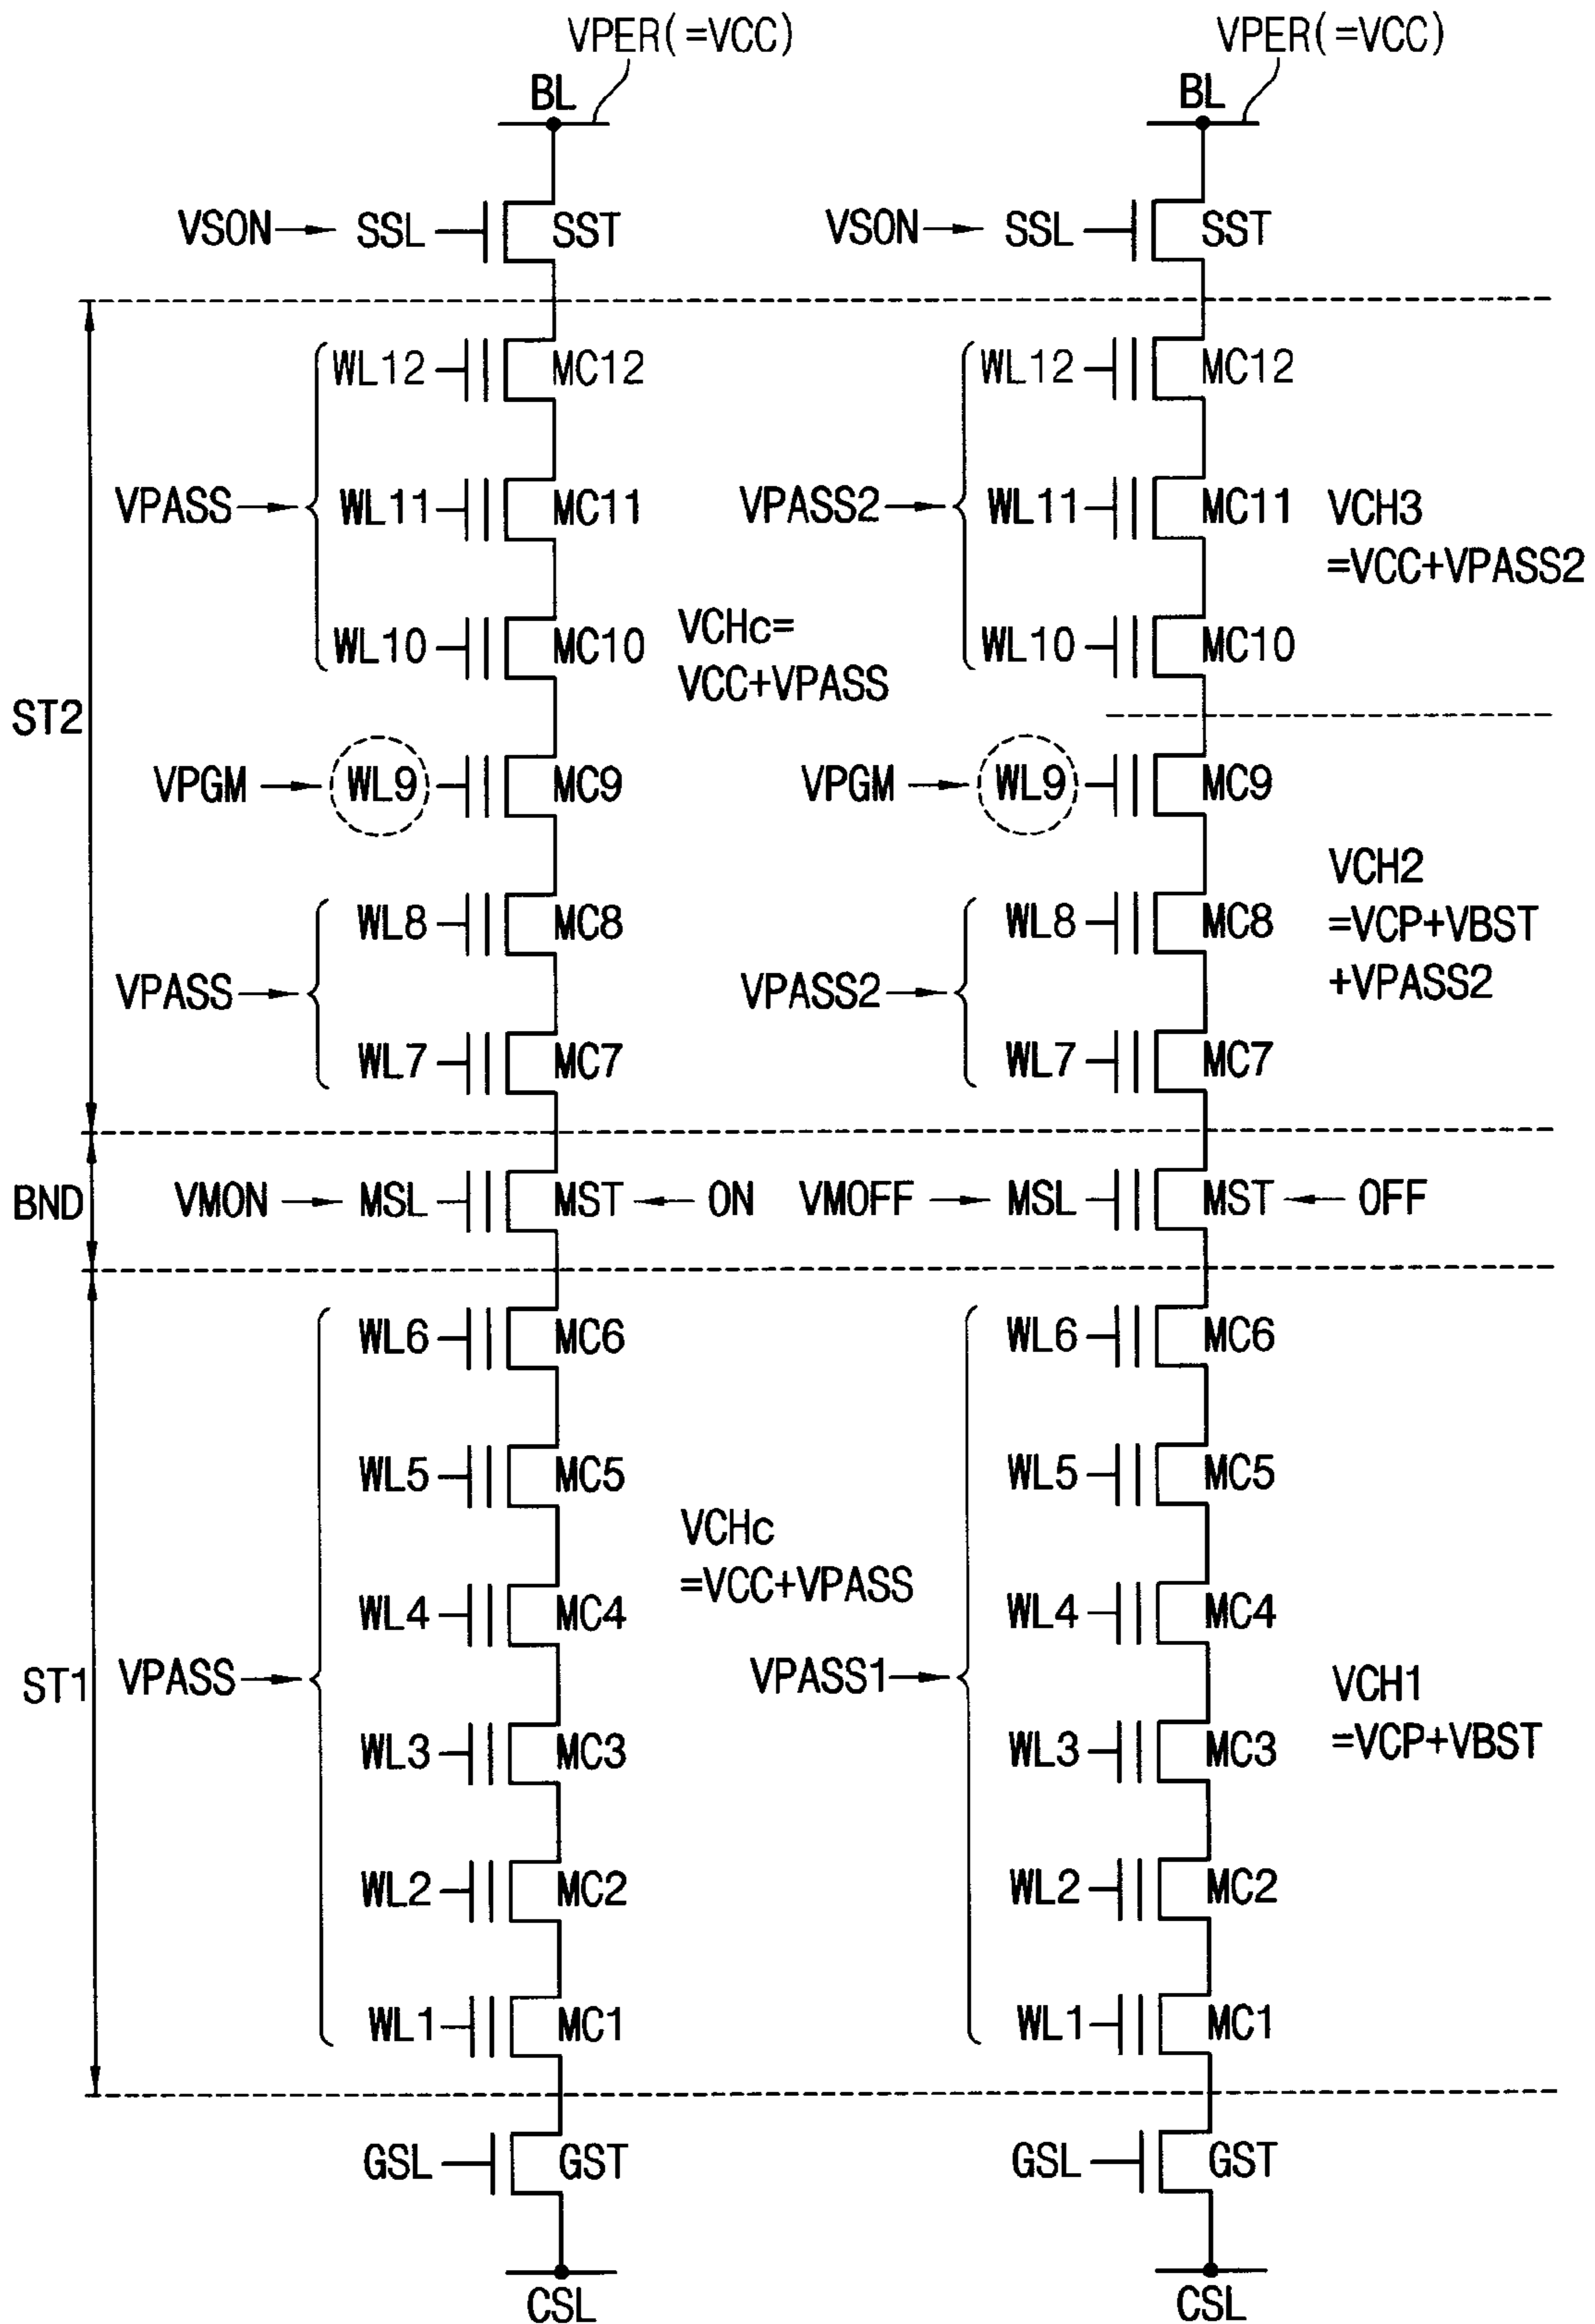 VPER(=VCC) VPER(=VCC)
BL BL
VSON SSL SST VSON SSL SST
WL12 MC12 WL12 MC12
VPASS WL11 MC11 VPASS2 WL11 MC11 VCH3
=VCC+VPASS2
WL10 MC10 VCHc= WL10 MC10
VCC+VPASS
ST2
VPGM WL9 MC9 VPGM WL9 MC9
VCH2
WL8 MC8 WL8 MC8 =VCP+VBST
VPASS VPASS2 +VPASS2
WL7 MC7 WL7 MC7
BND VMON MSL MST ON VMOFF MSL MST OFF
WL6 MC6 WL6 MC6
WL5 MC5 WL5 MC5
VCHc
=VCC+VPASS
WL4 MC4 WL4 MC4
ST1 VPASS VPASS1 VCH1
WL3 MC3 WL3 MC3 =VCP+VBST
WL2 MC2 WL2 MC2
WL1 MC1 WL1 MC1
GSL GST GSL GST
CSL CSL